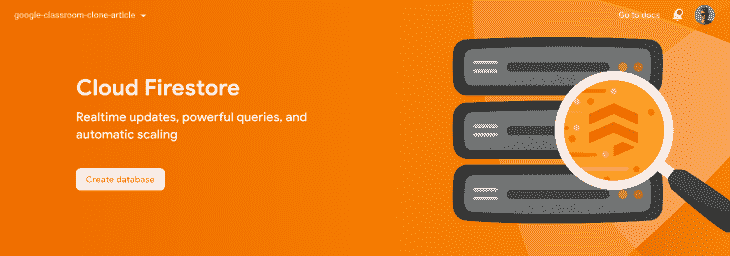 google-classroom-clone-article
Go to docs
Cloud Firestore
Realtime updates, powerful queries, and
automatic scaling
Create database